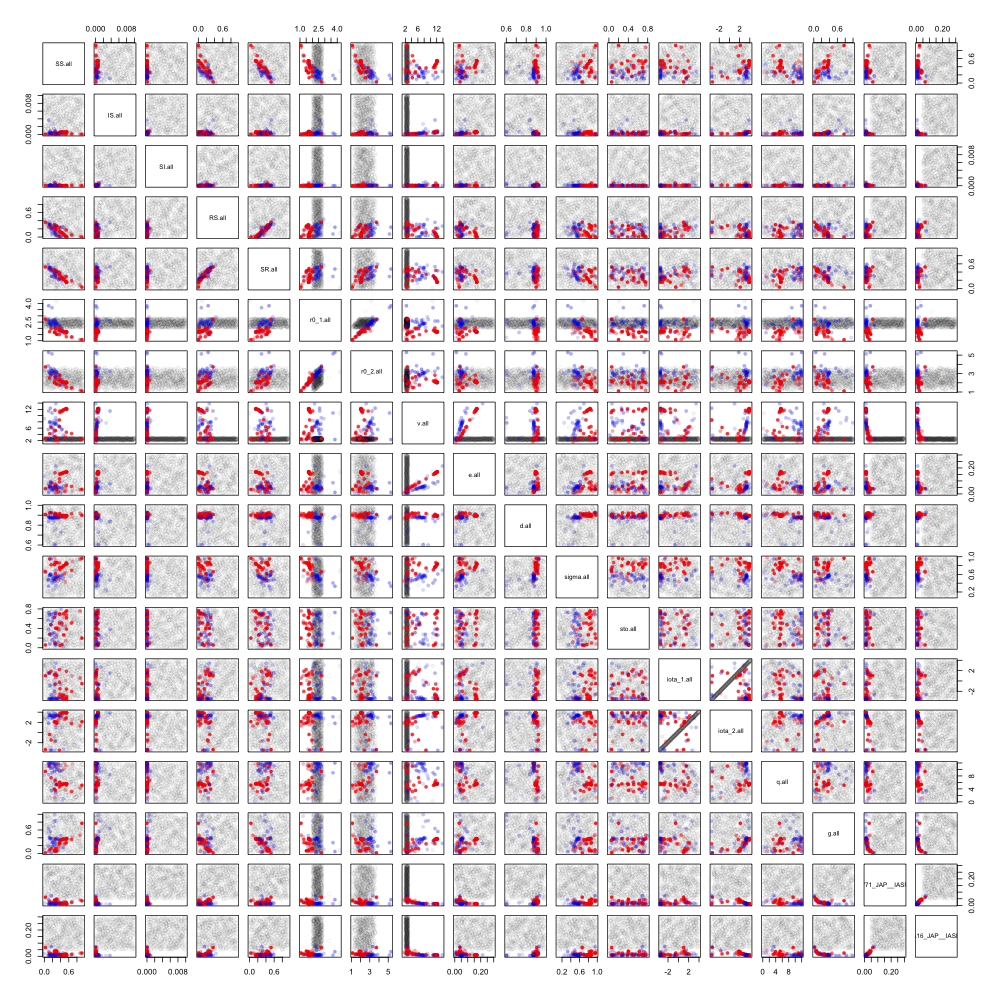 0.000 0.008 0.0 0.6 1.0 2.5 4.0 2 6 12 0.6 0.8 1.0 0.0 0.4 0.8 -2 2 0.0 0.6 0.00 0.20
SS.all 0.0 0.6
0.000 0.008 IS.all
SI.all 0.000 0.008
0.0 0.6 RS.all
SR.all 0.0 0.6
1.0 2.5 4.0 r0_1.all
r0_2.all 1 3 5
2 6 12 v.all
e.all 0.00 0.20
0.6 0.8 1.0 d.all
sigma.all 0.2 0.6 1.0
0.0 0.4 0.8 sto.all
iota_1.all -2 2
-2 2 iota_2.all
q.all 0 4 8
0.0 0.6 g.all
71_JAP__IASI 0.00 0.20
0.00 0.20 16_JAP__IASI
0.0 0.6 0.000 0.008 0.0 0.6 1 3 5 0.00 0.20 0.2 0.6 1.0 -2 2 0 4 8 0.00 0.20